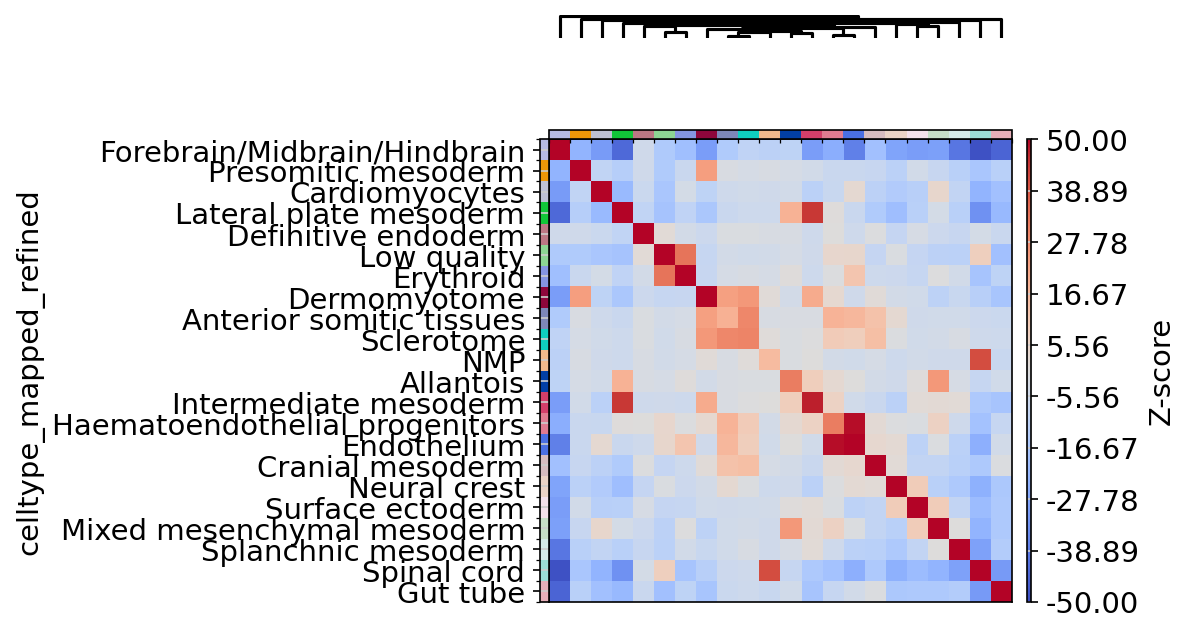 celltype_mapped_refined
Forebrain/Midbrain/Hindbrain
Presomitic mesoderm
Cardiomyocytes
Lateral plate mesoderm
Definitive endoderm
Low quality
Erythroid
Dermomyotome
Anterior somitic tissues
Sclerotome
NMP
Allantois
Intermediate mesoderm
Haematoendothelial progenitors
Endothelium
Cranial mesoderm
Neural crest
Surface ectoderm
Mixed mesenchymal mesoderm
Splanchnic mesoderm
Spinal cord
Gut tube
50.00
38.89
27.78
16.67
5.56
-5.56
-16.67
-27.78
-38.89
-50.00
Z-score